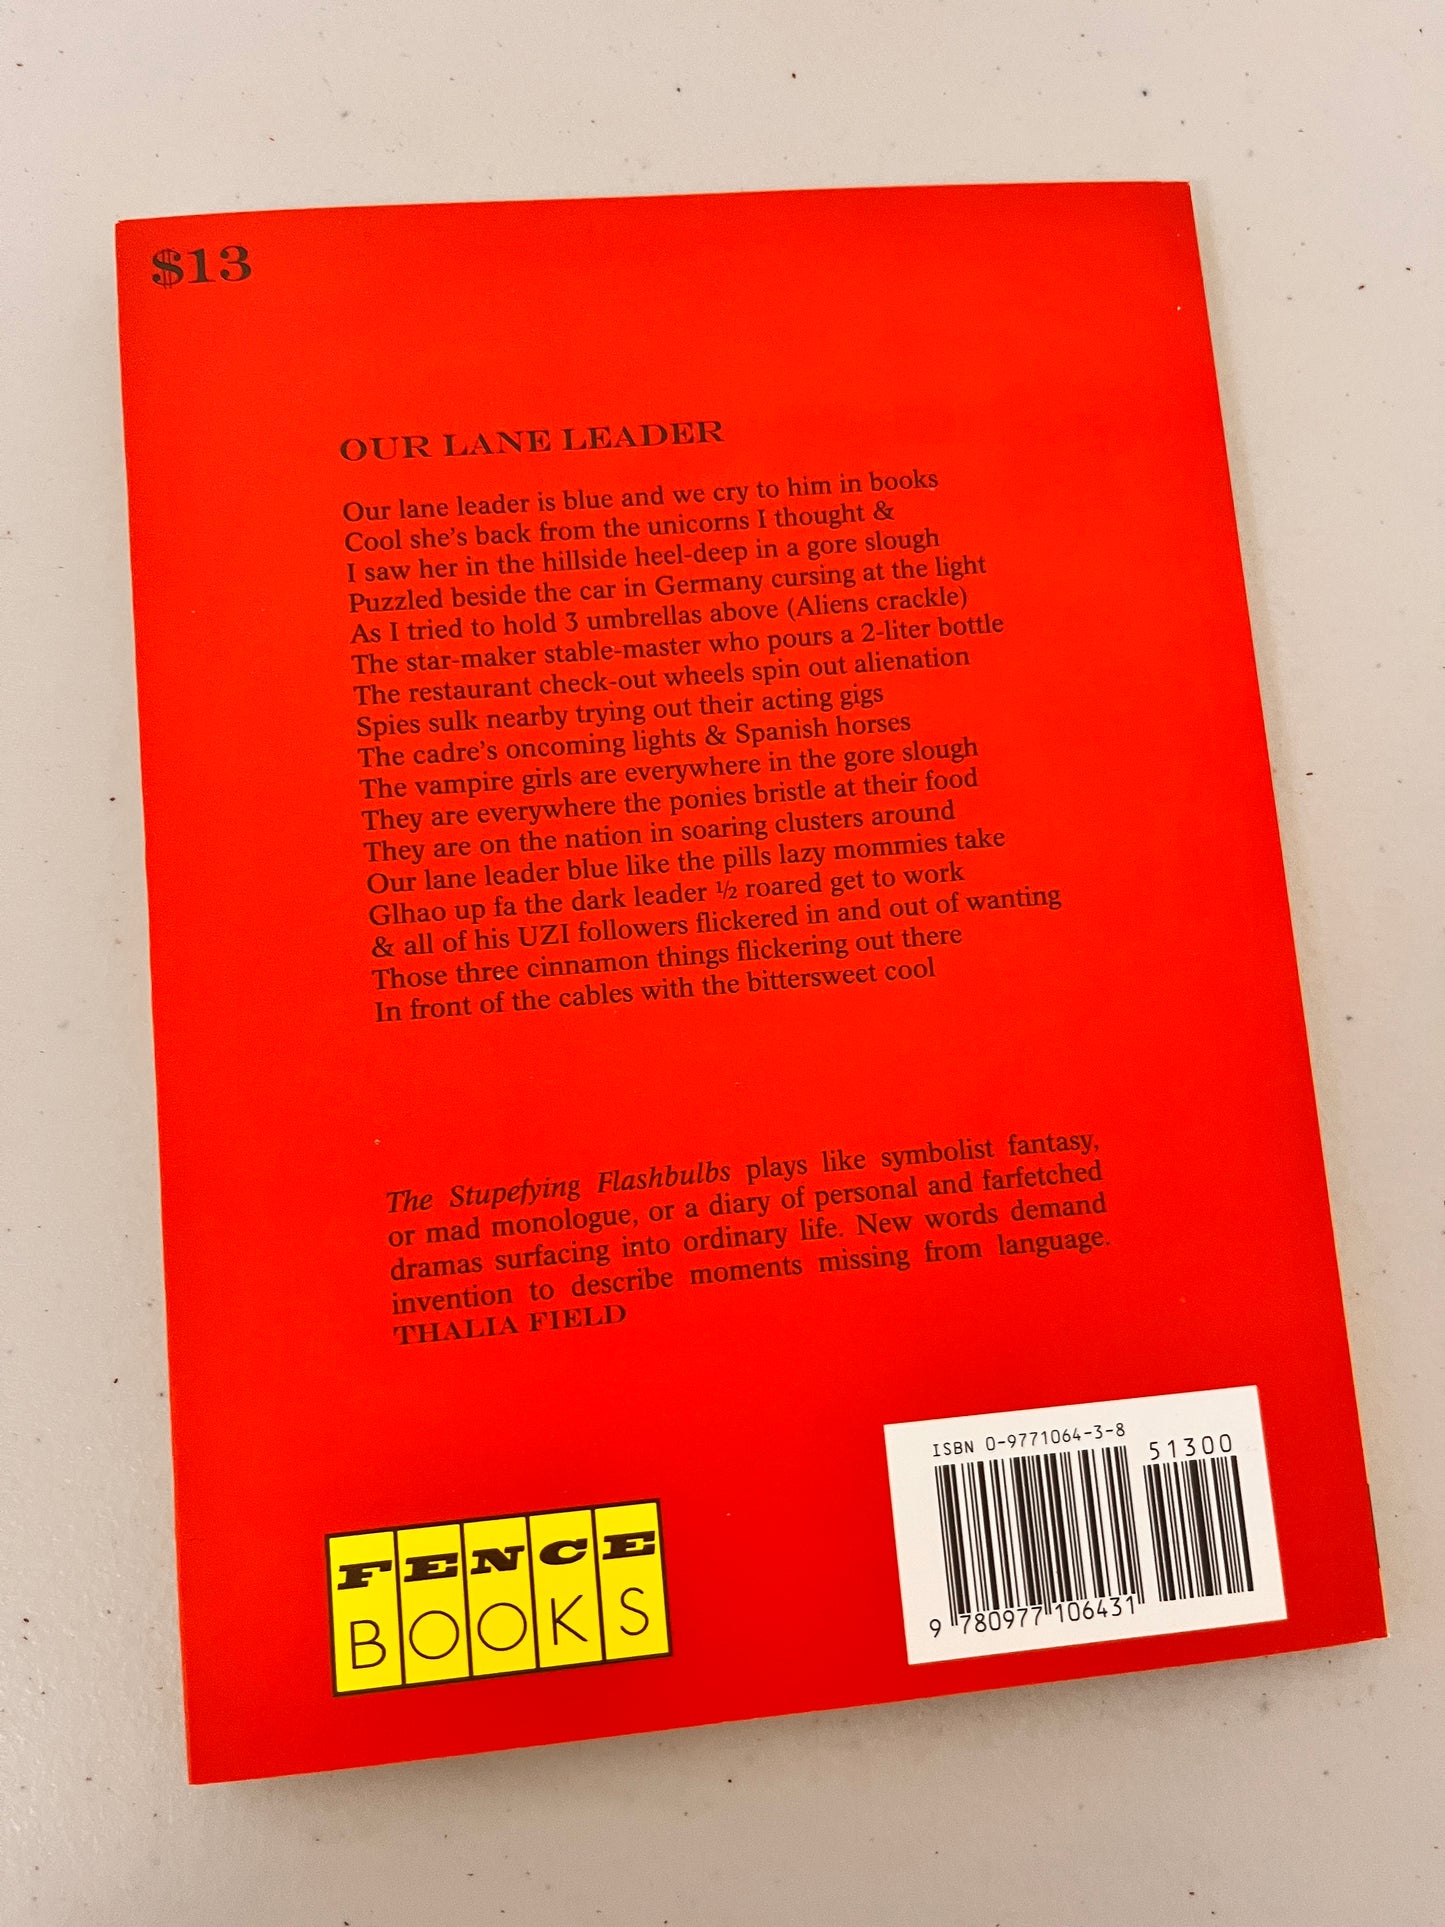 $13
OUR LANE LEADER
Our lane leader is blue and we cry to him in books
Cool she's back from the unicorns I thought &
I saw her in the hillside heel-deep in a gore slough
Puzzled beside the car in Germany cursing at the light
As I tried to hold 3 umbrellas above (Aliens crackle)
The star-maker stable-master who pours a 2-liter bottle
The restaurant check-out wheels spin out alienation
Spies sulk nearby trying out their acting gigs
The cadre's oncoming lights & Spanish horses
The vampire girls are everywhere in the gore slough
They are everywhere the ponies bristle at their food
They are on the nation in soaring clusters around
Our lane leader blue like the pills lazy mommies take
Glhao up fa the dark leader ½ roared get to work
& all of his UZI followers flickered in and out of wanting
Those three cinnamon things flickering out there
In front of the cables with the bittersweet cool
The Stupefying Flashbulbs plays like symbolist fantasy,
or mad monologue, or a diary of personal and farfetched
dramas surfacing into ordinary life. New words demand
invention to describe moments missing from language.
THALIA FIELD
FENCE
BOOKS
ISBN 0-9771064-3-8
51300
9 780977 106431